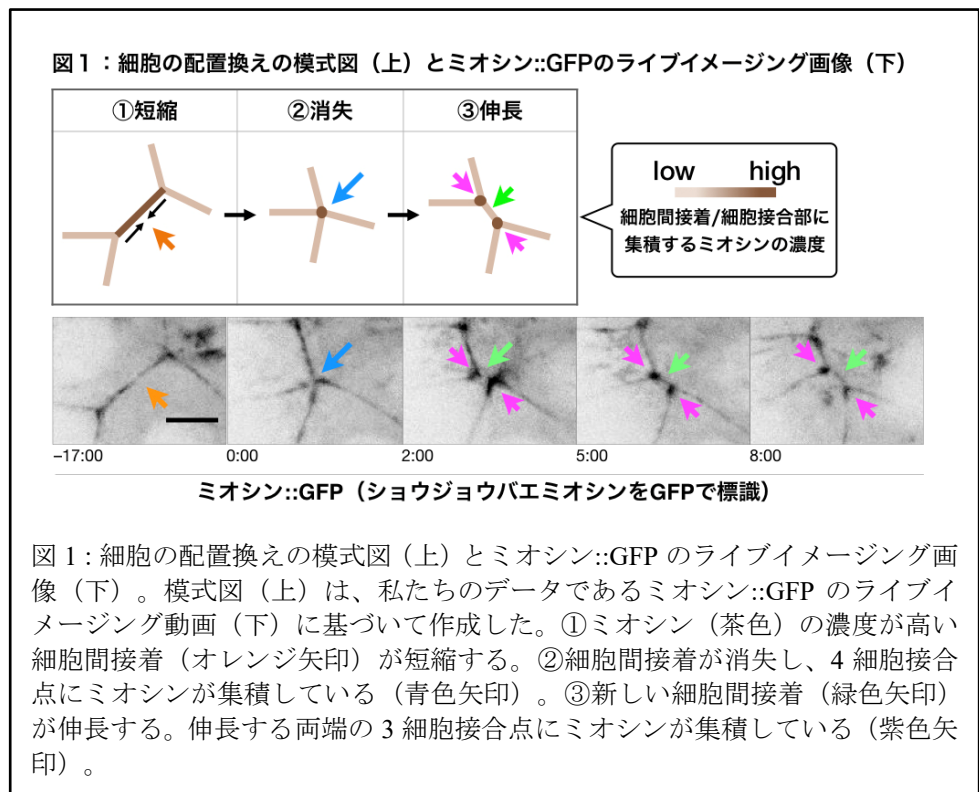 図1：細胞の配置換えの模式図（上）とミオシン::GFPのライブイメージング画像（下）
①短縮
②消失
③伸長
low high
細胞間接着/細胞接合部に
集積するミオシンの濃度
−17:00
0:00
2:00
5:00
8:00
ミオシン::GFP（ショウジョウバエミオシンをGFPで標識）
図 1 : 細胞の配置換えの模式図（上）とミオシン::GFP のライブイメージング画
像（下）。模式図（上）は、私たちのデータであるミオシン::GFP のライブイ
メージング動画（下）に基づいて作成した。①ミオシン（茶色）の濃度が高い
細胞間接着（オレンジ矢印）が短縮する。②細胞間接着が消失し、4 細胞接合
点にミオシンが集積している（青色矢印）。③新しい細胞間接着（緑色矢印）
が伸長する。伸長する両端の 3 細胞接合点にミオシンが集積している（紫色矢
印）。